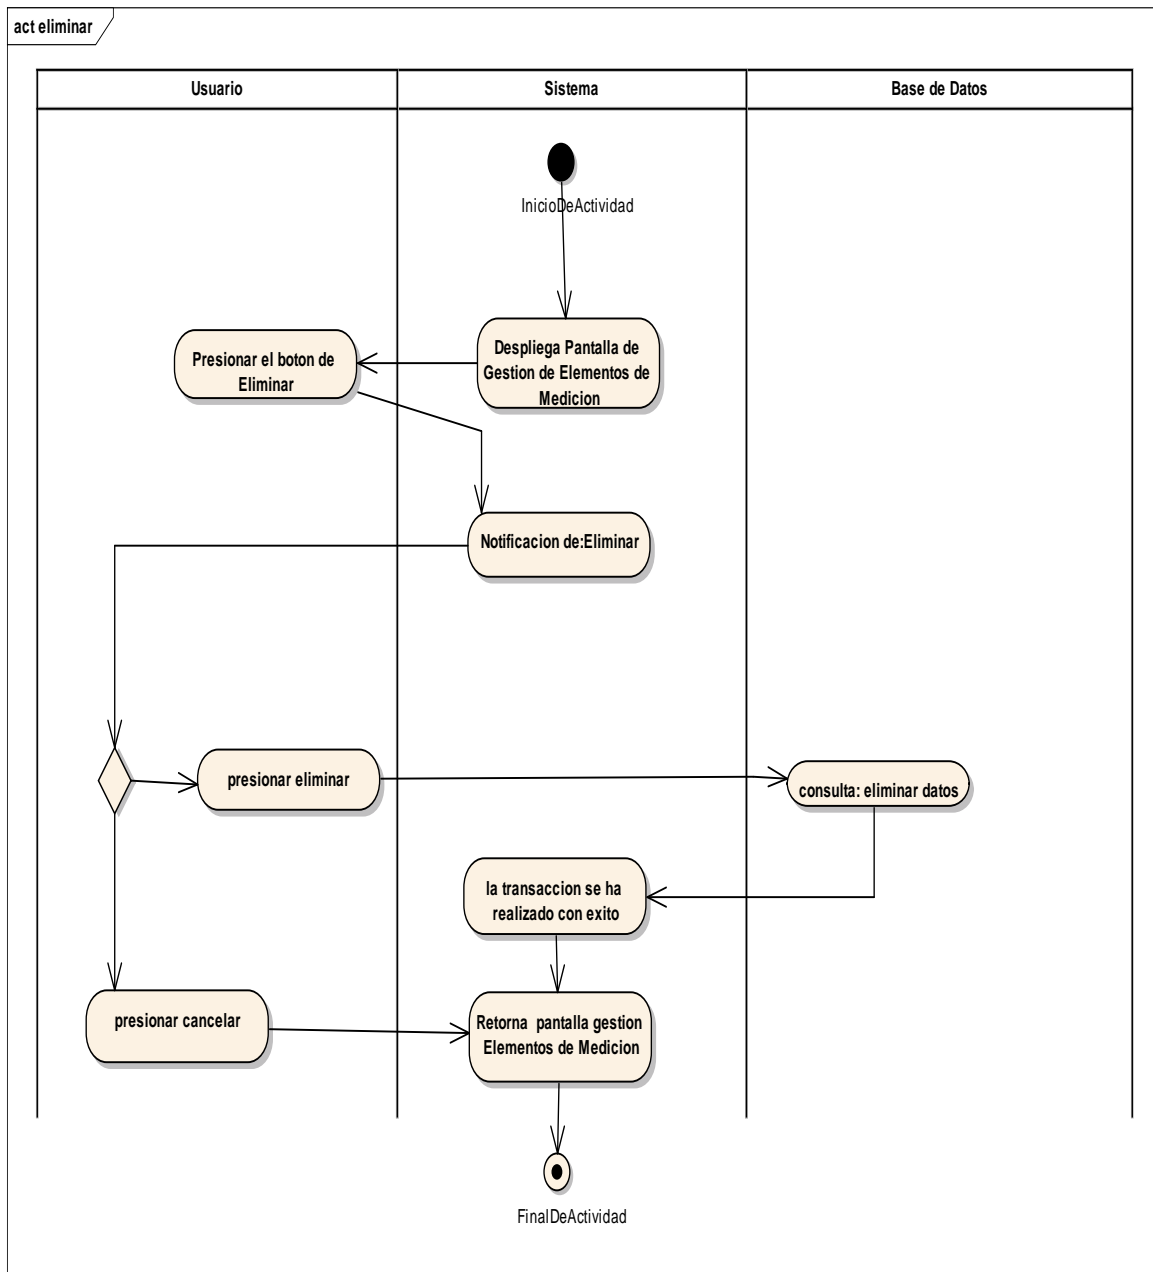 act eliminar
Usuario
Sistema
Base de Datos
InicioDeActividad
Presionar el boton de
Eliminar
Despliega Pantalla de
Gestion de Elementos de
Medicion
Notificacion de:Eliminar
presionar eliminar
consulta: eliminar datos
la transaccion se ha
realizado con exito
presionar cancelar
Retorna pantalla gestion
Elementos de Medicion
FinalDeActividad